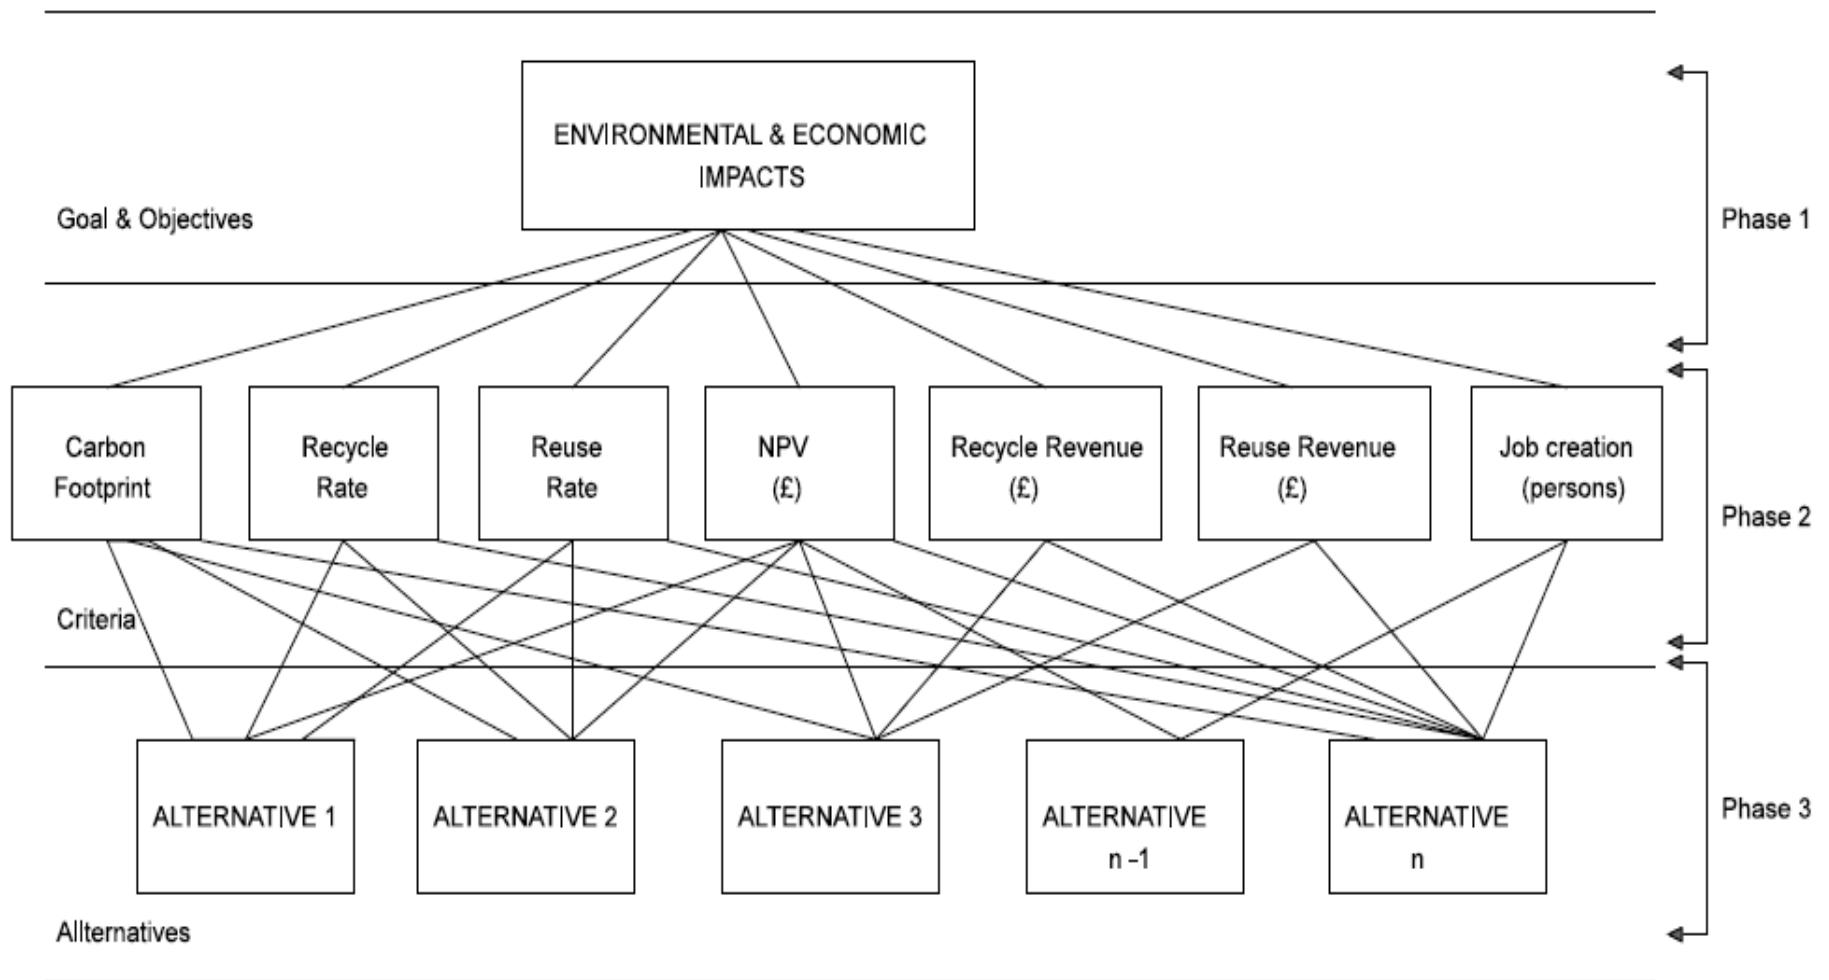 ENVIRONMENTAL & ECONOMIC
IMPACTS
Goal & Objectives
Phase 1
Carbon
Footprint
Recycle
Rate
Reuse
Rate
NPV
(£)
Recycle Revenue
(£)
Reuse Revenue
(£)
Job creation
(persons)
Phase 2
Criteria
ALTERNATIVE 1
ALTERNATIVE 2
ALTERNATIVE 3
ALTERNATIVE
n –1
ALTERNATIVE
n
Phase 3
Allternatives